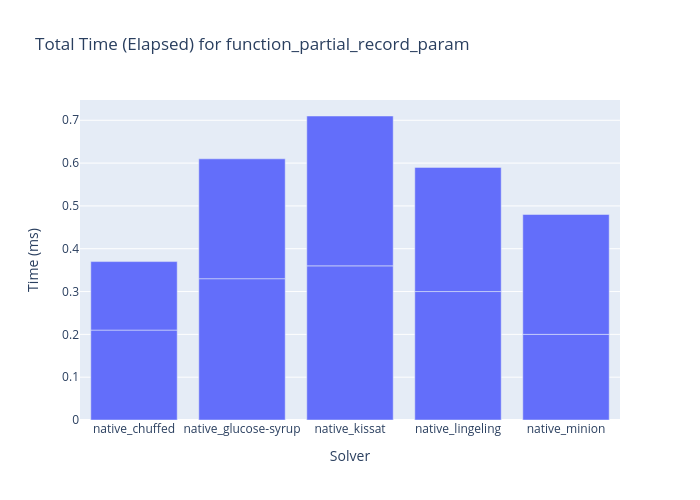 Total Time (Elapsed) for function_partial_record_param
Time (ms)
0.7
0.6
0.5
0.4
0.3
0.2
0.1
0
native_chuffed native_glucose-syrup native_kissat native_lingeling native_minion
Solver